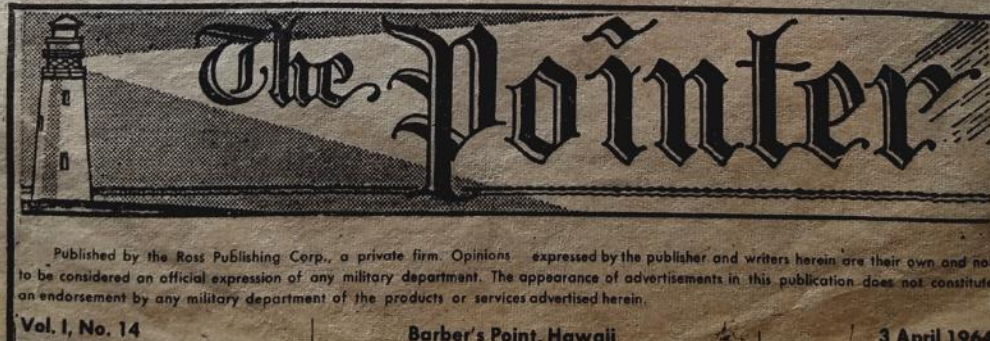 The Pointer
Published by the Ross Publishing Corp., a private firm. Opinions expressed by the publisher and writers herein are their own and no
to be considered an official expression of any military department. The appearance of advertisements in this publication does not constitute
an endorsement by any military department of the products or services advertised herein.
Vol. I, No. 14 Barber's Point, Hawaii 3 April 1964